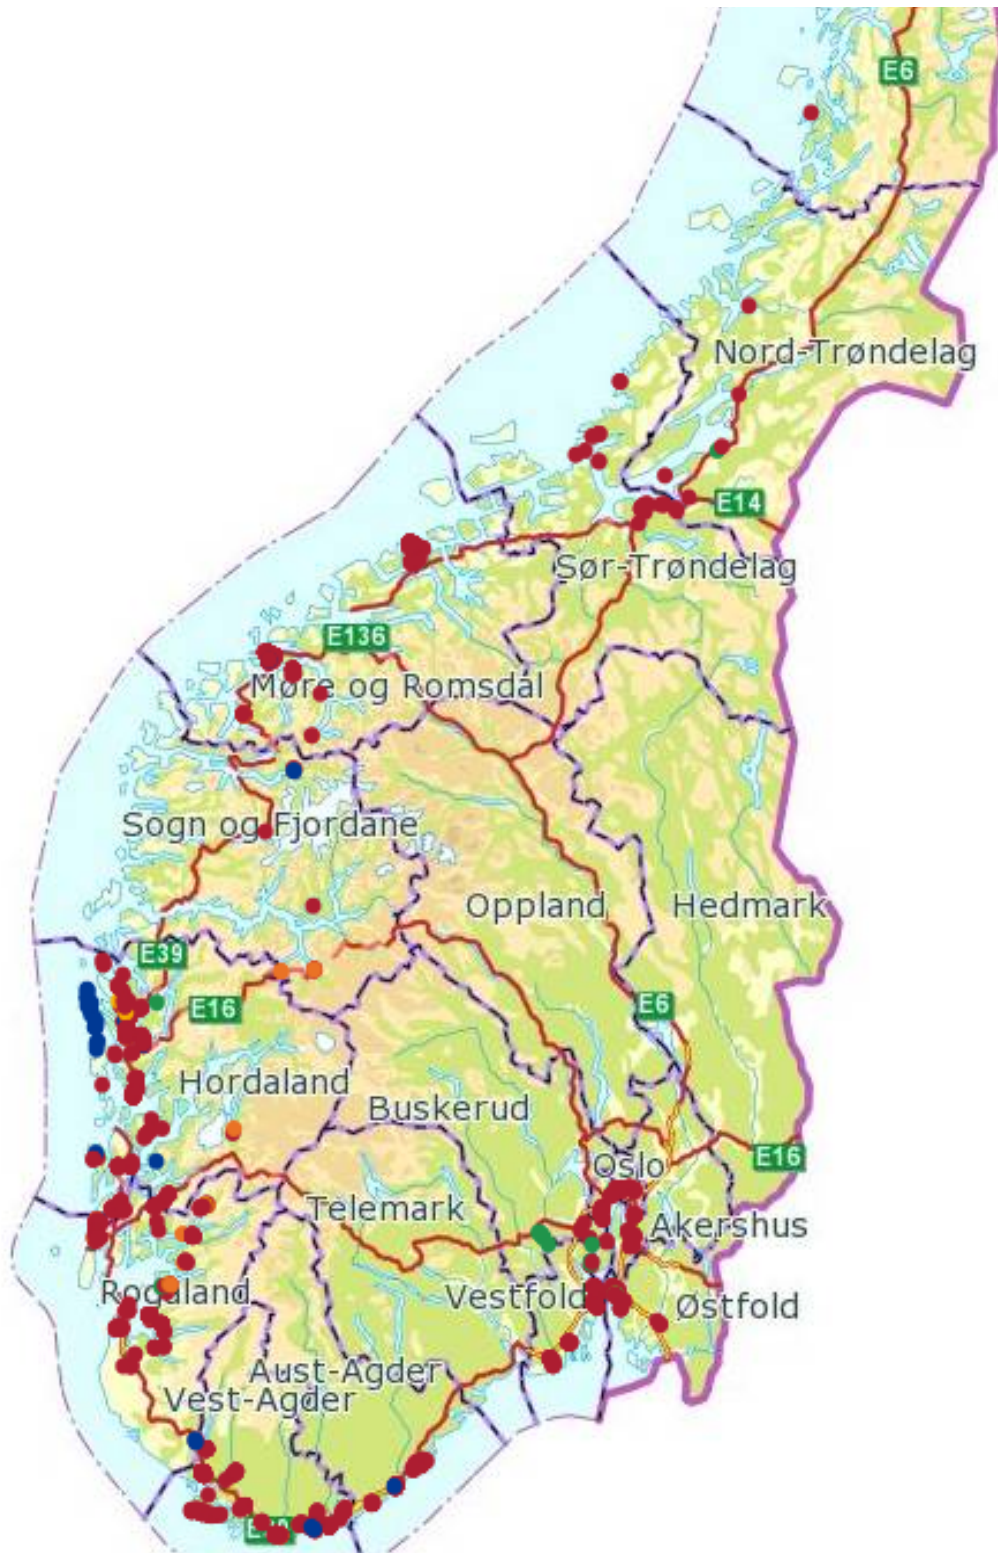 E6
Nord-Trøndelag
E14
Sør-Trøndelag
E136
Møre og Romsdal
Sogn og Fjordane
Oppland
Hedmark
E39
E16
E6
Hordaland
Buskerud
E16
Oslo
Telemark
Akershus
Rogaland
Vestfold
Østfold
Aust-Agder
Vest-Agder